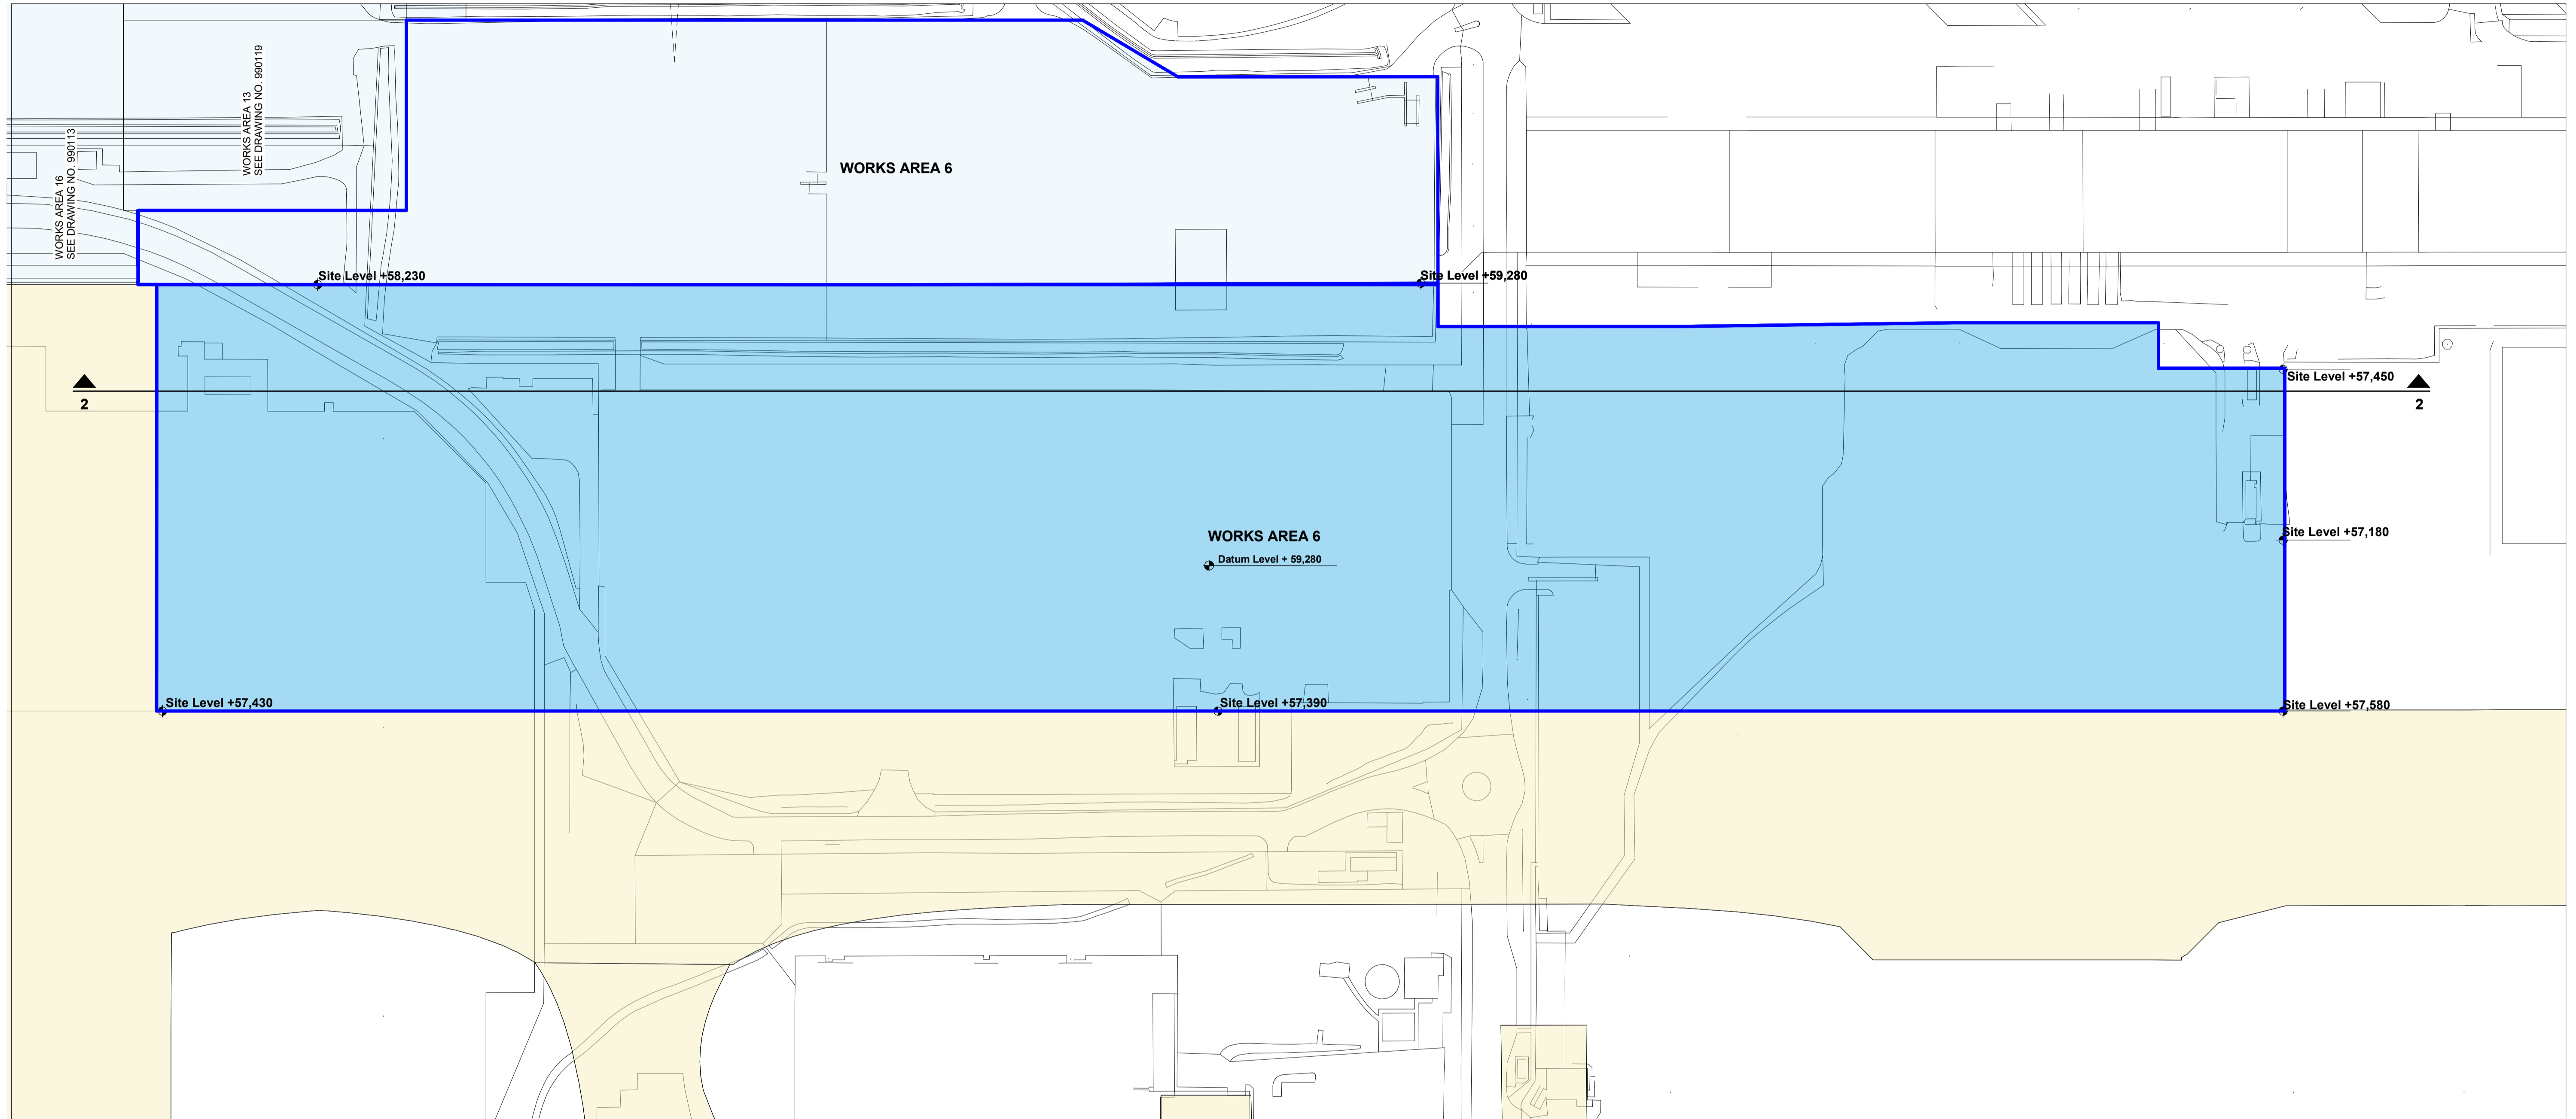 WORKS AREA 16
SEE DRAWING NO. 990113
WORKS AREA 13
SEE DRAWING NO. 990119
WORKS AREA 6
Site Level +58,230
Site Level +59,280
Site Level +57,450
2
2
WORKS AREA 6
Datum Level + 59,280
Site Level +57,180
Site Level +57,430
Site Level +57,390
Site Level +57,580